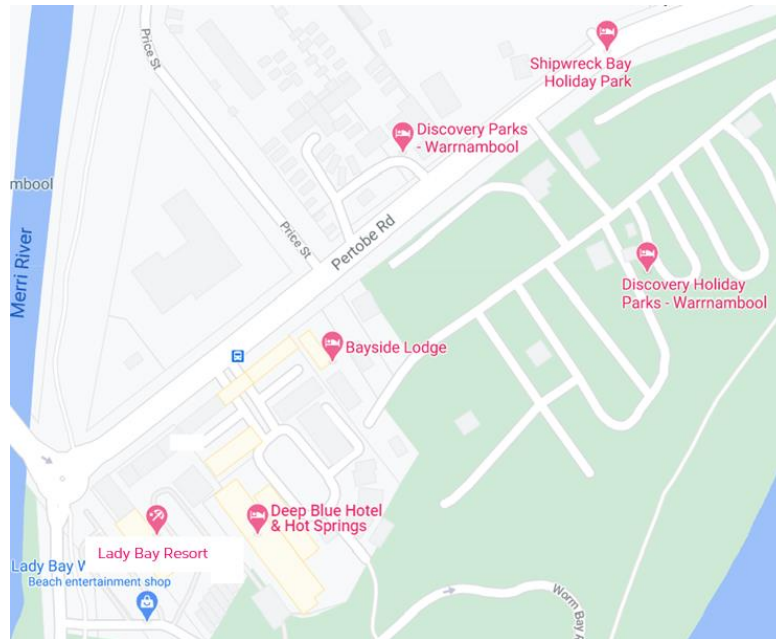 Price St
Shipwreck Bay
Holiday Park
Discovery Parks
- Warrnambool
mbool
Price St
Pertobe Rd
Merri River
Discovery Holiday
Parks - Warrnambool
Bayside Lodge
Deep Blue Hotel
& Hot Springs
Lady Bay Resort
Lady Bay
Beach entertainment shop
Worm Bay